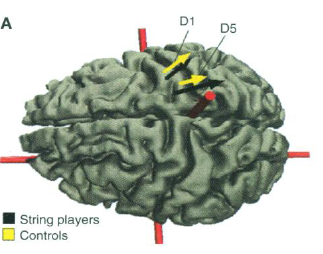 A
D1
D5
String players
Controls